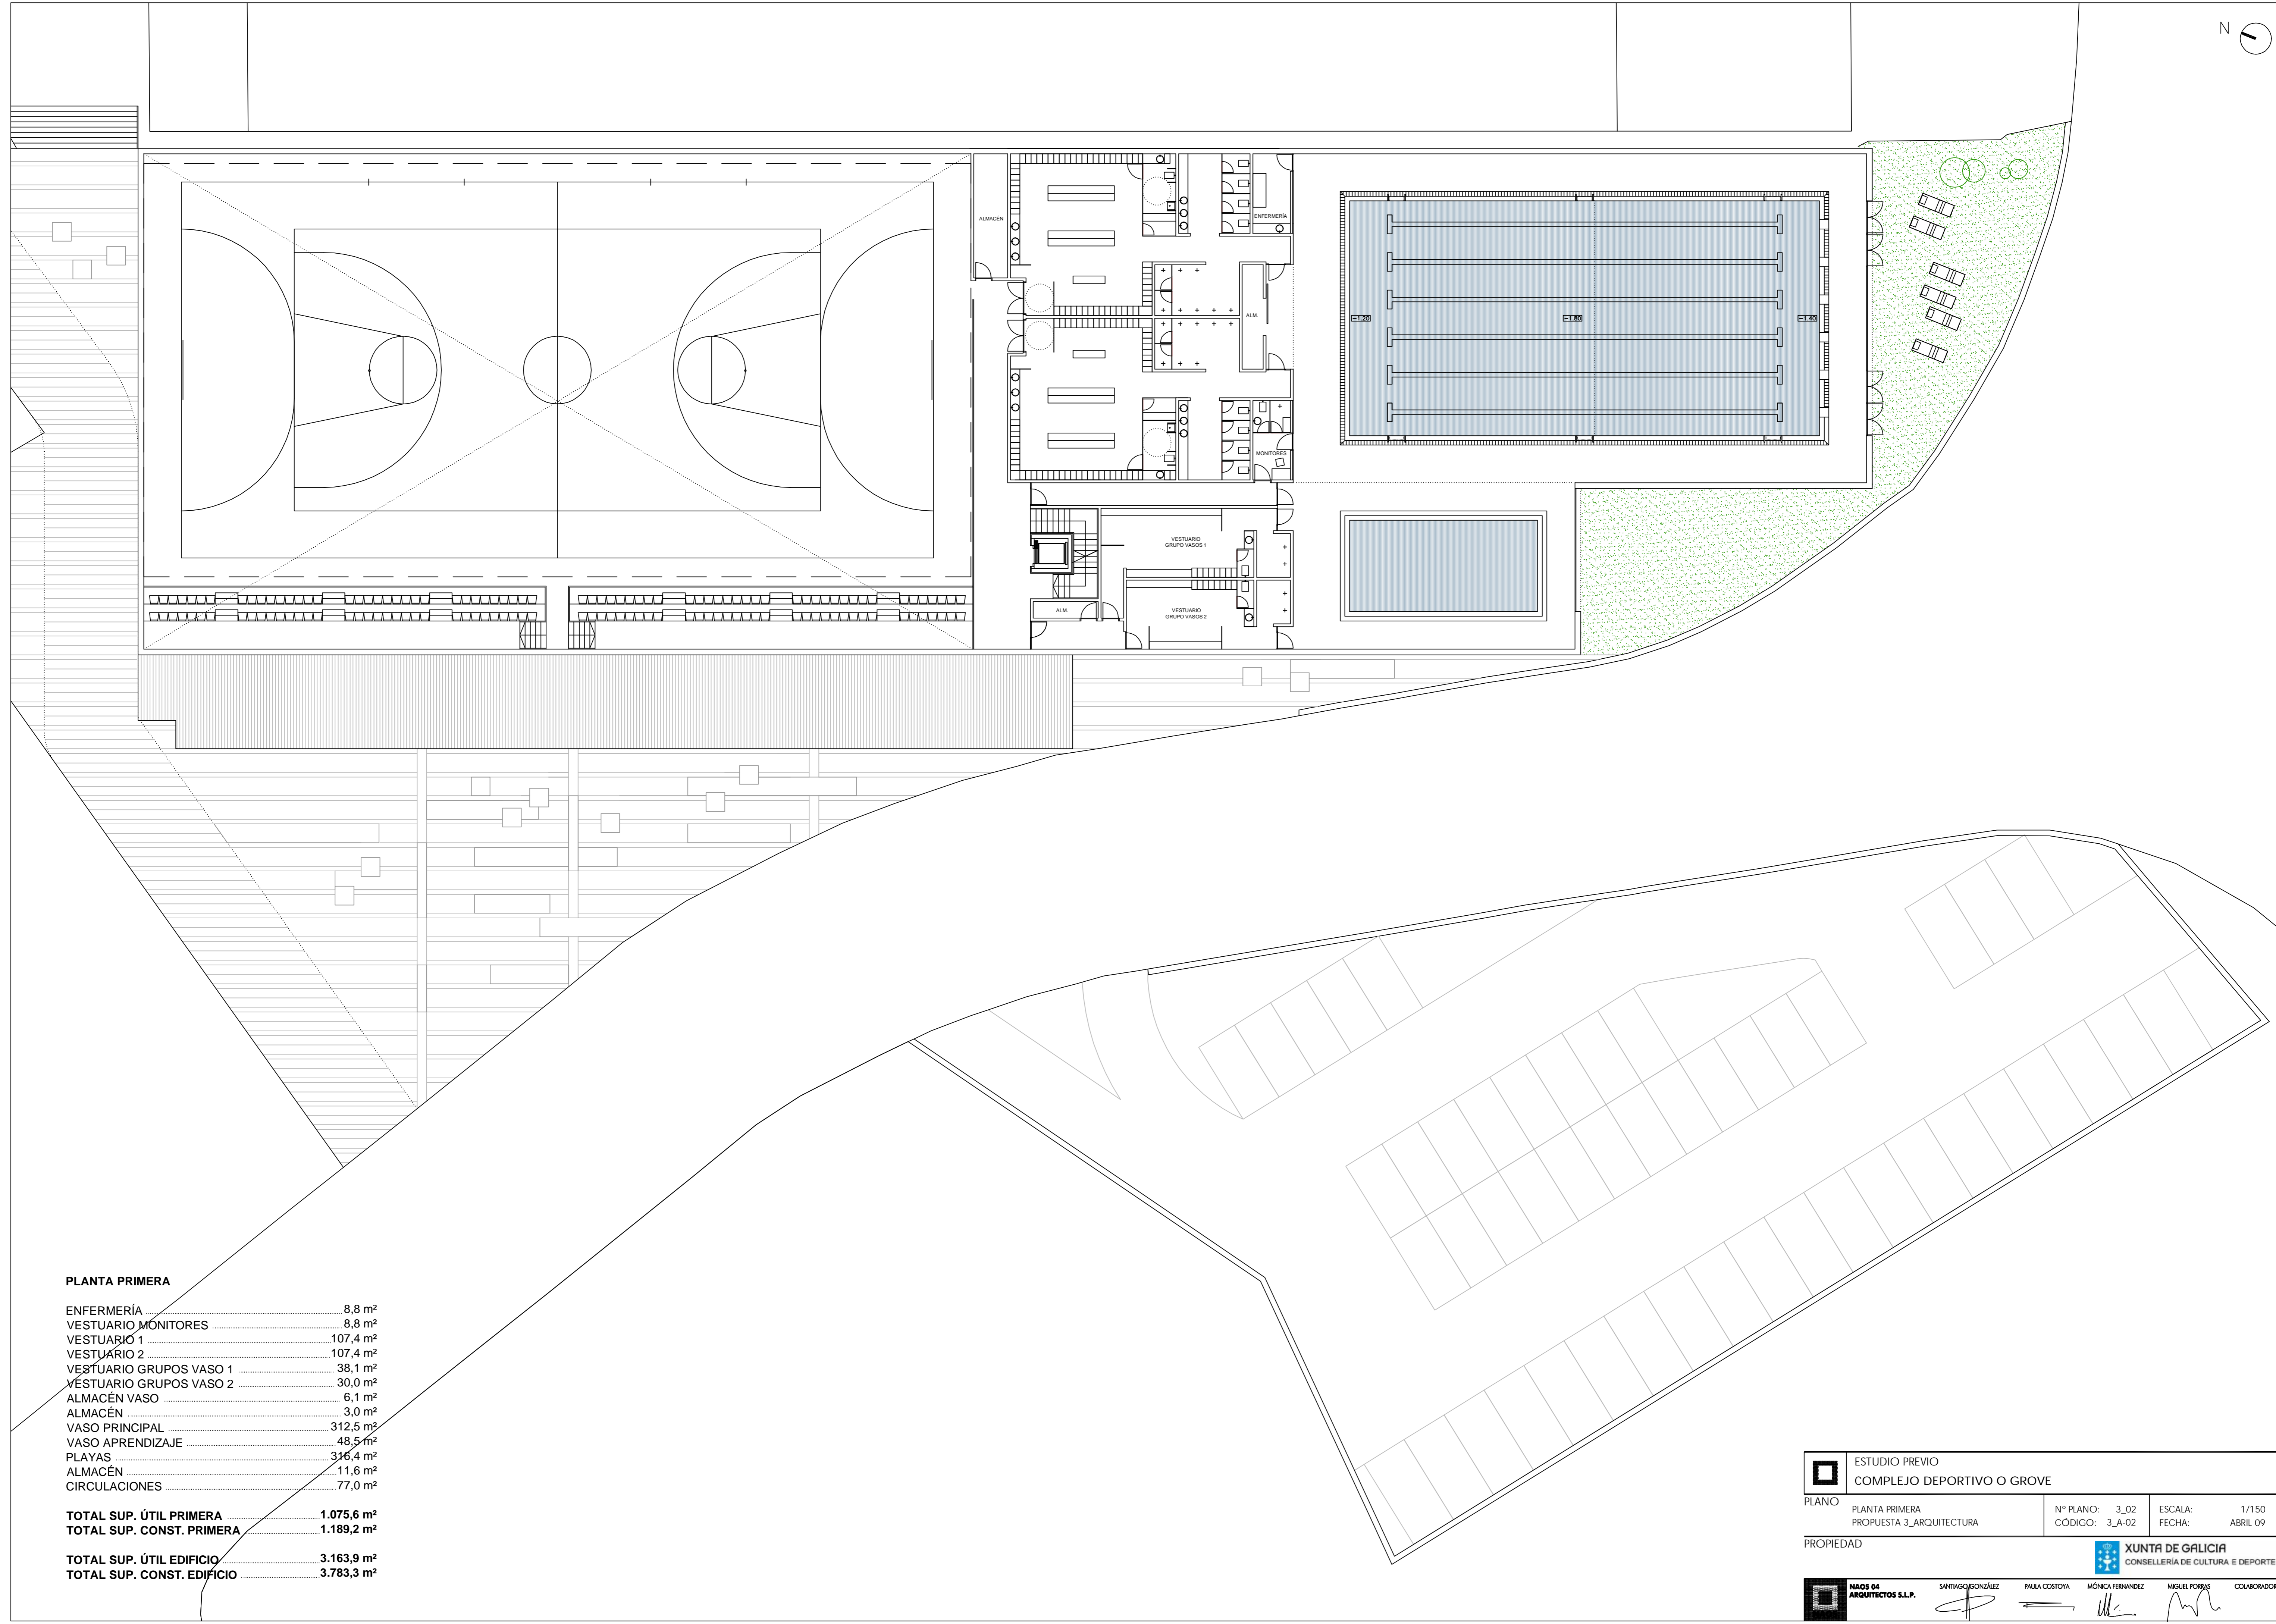 N
ALMACÉN
ENFERMERÍA
ALM.
-1.20
-1.80
-1.40
MONITORES
VESTUARIO
GRUPO VASOS 1
ALM.
VESTUARIO
GRUPO VASOS 2
PLANTA PRIMERA
ENFERMERÍA 8,8 m²
VESTUARIO MONITORES 8,8 m²
VESTUARIO 1 107,4 m²
VESTUARIO 2 107,4 m²
VESTUARIO GRUPOS VASO 1 38,1 m²
VESTUARIO GRUPOS VASO 2 30,0 m²
ALMACÉN VASO 6,1 m²
ALMACÉN 3,0 m²
VASO PRINCIPAL 312,5 m²
VASO APRENDIZAJE 48,5 m²
PLAYAS 316,4 m²
ALMACÉN 11,6 m²
CIRCULACIONES 77,0 m²
TOTAL SUP. ÚTIL PRIMERA 1.075,6 m²
TOTAL SUP. CONST. PRIMERA 1.189,2 m²
TOTAL SUP. ÚTIL EDIFICIO 3.163,9 m²
TOTAL SUP. CONST. EDIFICIO 3.783,3 m²
ESTUDIO PREVIO
COMPLEJO DEPORTIVO O GROVE
PLANO
PLANTA PRIMERA
PROPUESTA 3_ARQUITECTURA
Nº PLANO: 3_02
CÓDIGO: 3_A-02
ESCALA: 1/150
FECHA: ABRIL 09
PROPIEDAD
XUNTA DE GALICIA
CONSELLERÍA DE CULTURA E DEPORTE
NAOS 04
ARQUITECTOS S.L.P.
SANTIAGO GONZÁLEZ
PAULA COSTOYA
MÓNICA FERNANDEZ
MIGUEL PORRAS
COLABORADOR